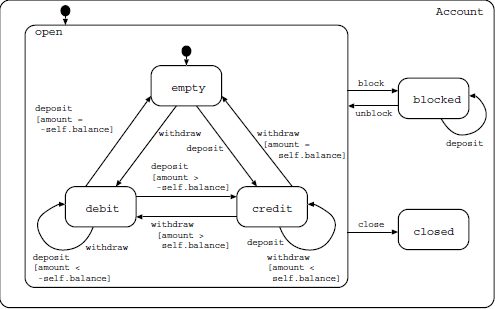 Account
open
empty
block
blocked
unblock
deposit
deposit
[amount =
-self.balance]
withdraw
deposit
withdraw
[amount =
self.balance]
deposit
[amount >
-self.balance]
debit
credit
withdraw
[amount >
self.balance]
close
closed
deposit
[amount <
-self.balance]
withdraw
deposit
withdraw
[amount <
self.balance]